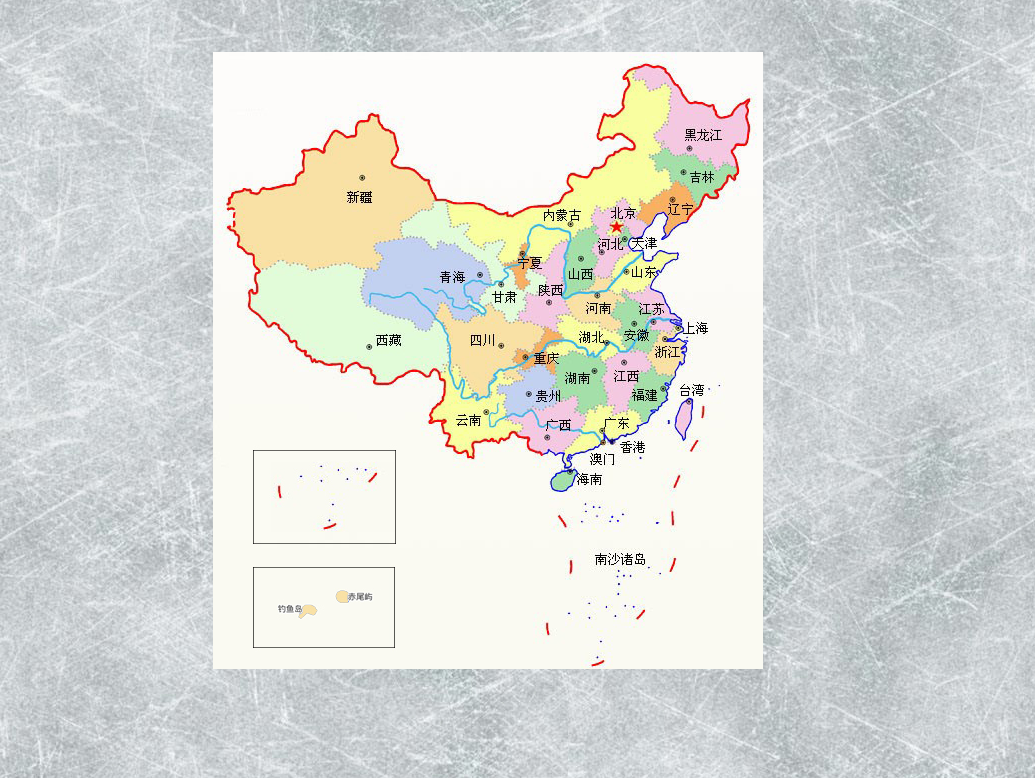 黑龙江
吉林
新疆
辽宁
内蒙古
北京
河北
天津
宁夏
青海
山西
山东
甘肃
陕西
河南
江苏
上海
西藏
四川
湖北
安徽
浙江
重庆
湖南
江西
台湾
贵州
福建
云南
广西
广东
香港
澳门
海南
南沙诸岛
钓鱼岛
赤尾屿